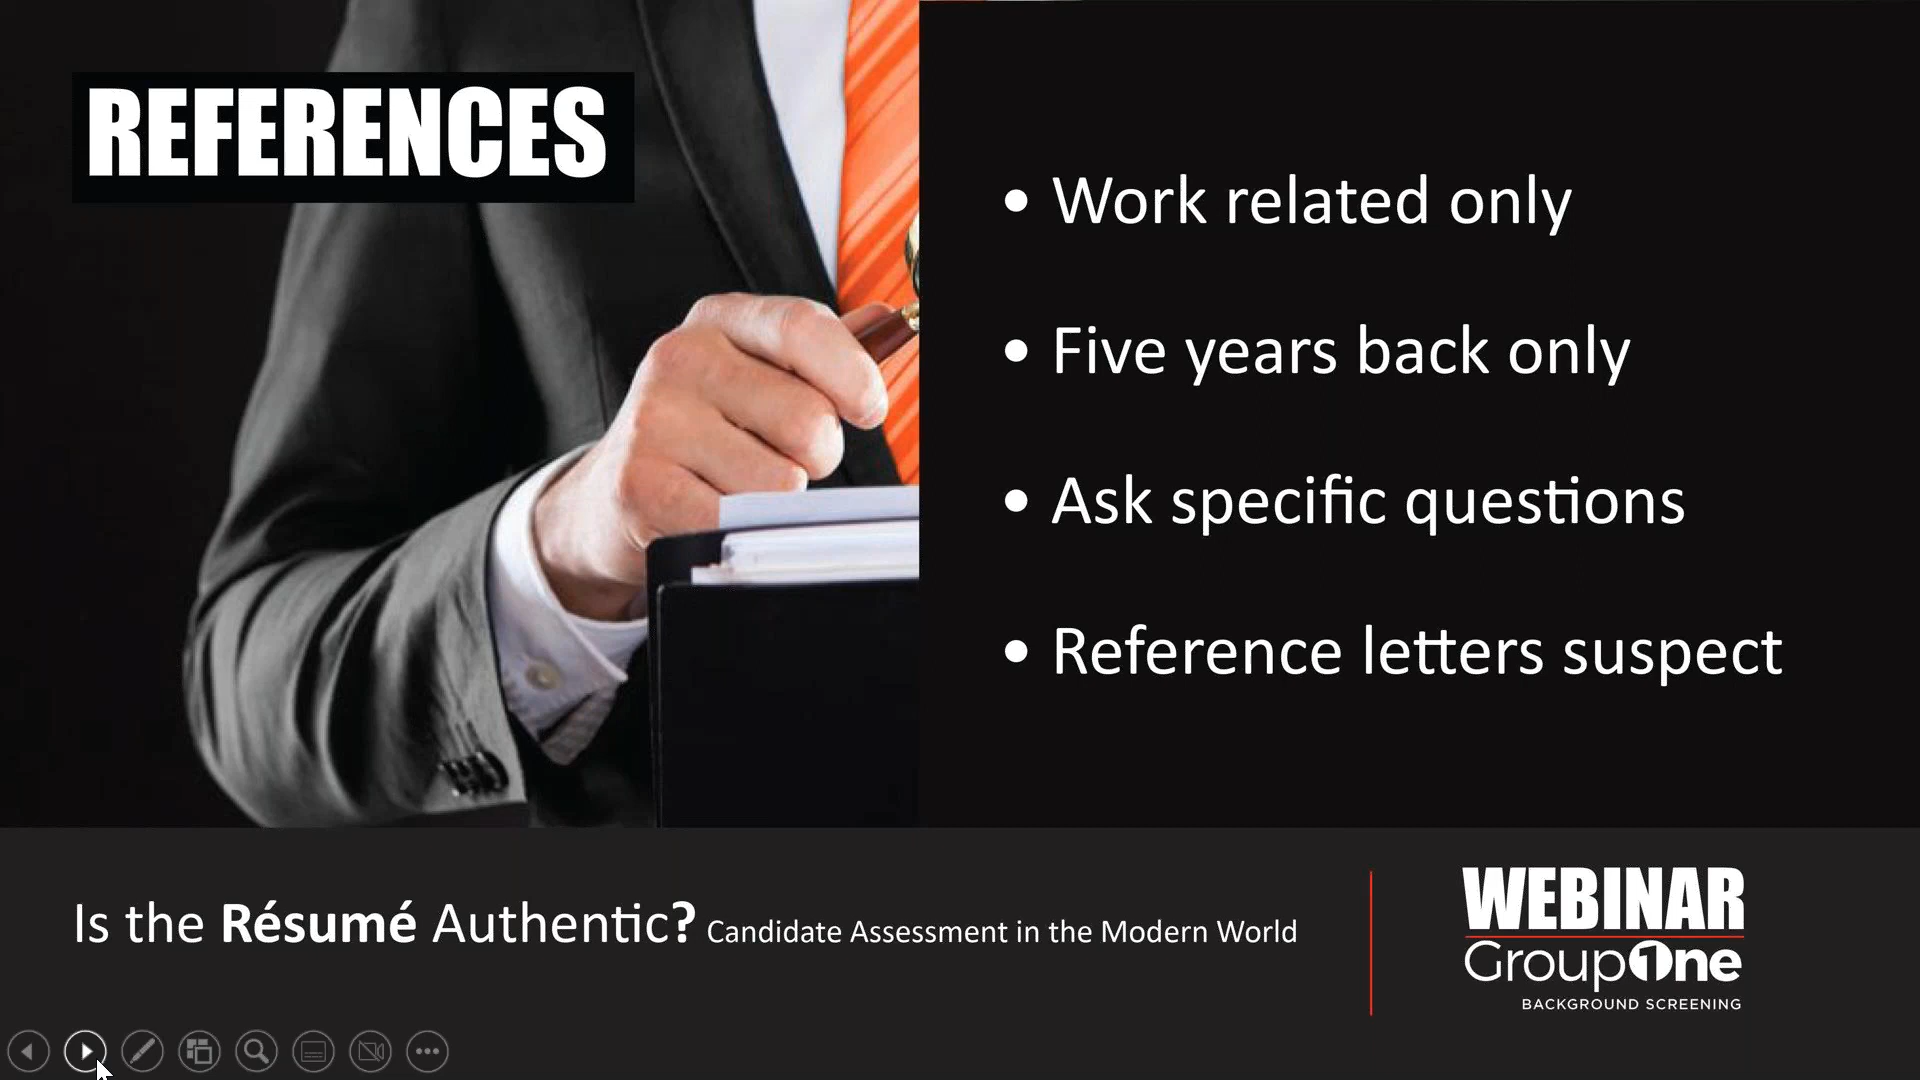 REFERENCES
• Work related only
• Five years back only
• Ask specific questions
• Reference letters suspect
Is the Résumé Authentic? Candidate Assessment in the Modern World
WEBINAR
Group1ne
BACKGROUND SCREENING